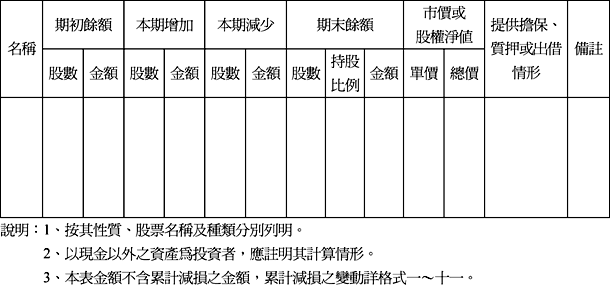 名稱 期初餘額 本期增加 本期減少 期末餘額 市價或股權淨值 提供擔保、質押或出借情形 備註
股數 金額 股數 金額 股數 金額 股數 持股比例 金額 單價 總價
說明：1、按其性質、股票名稱及種類分別列明。
2、以現金以外之資產爲投資者，應註明其計算情形。
3、本表金額不含累計減損之金額，累計減損之變動詳格式一～十一。